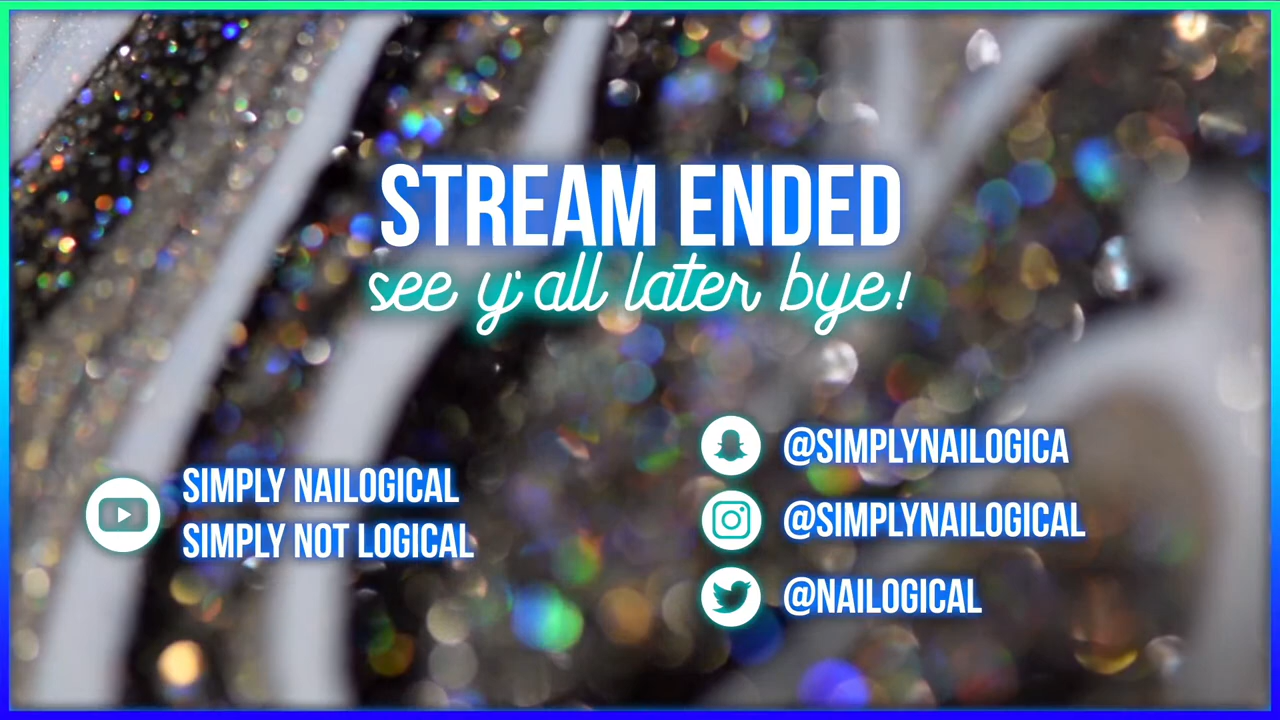 STREAM ENDED
see y'all later bye!
SIMPLY NAILOGICAL
SIMPLY NOT LOGICAL
@SIMPLYNAILOGICA
@SIMPLYNAILOGICAL
@NAILOGICAL